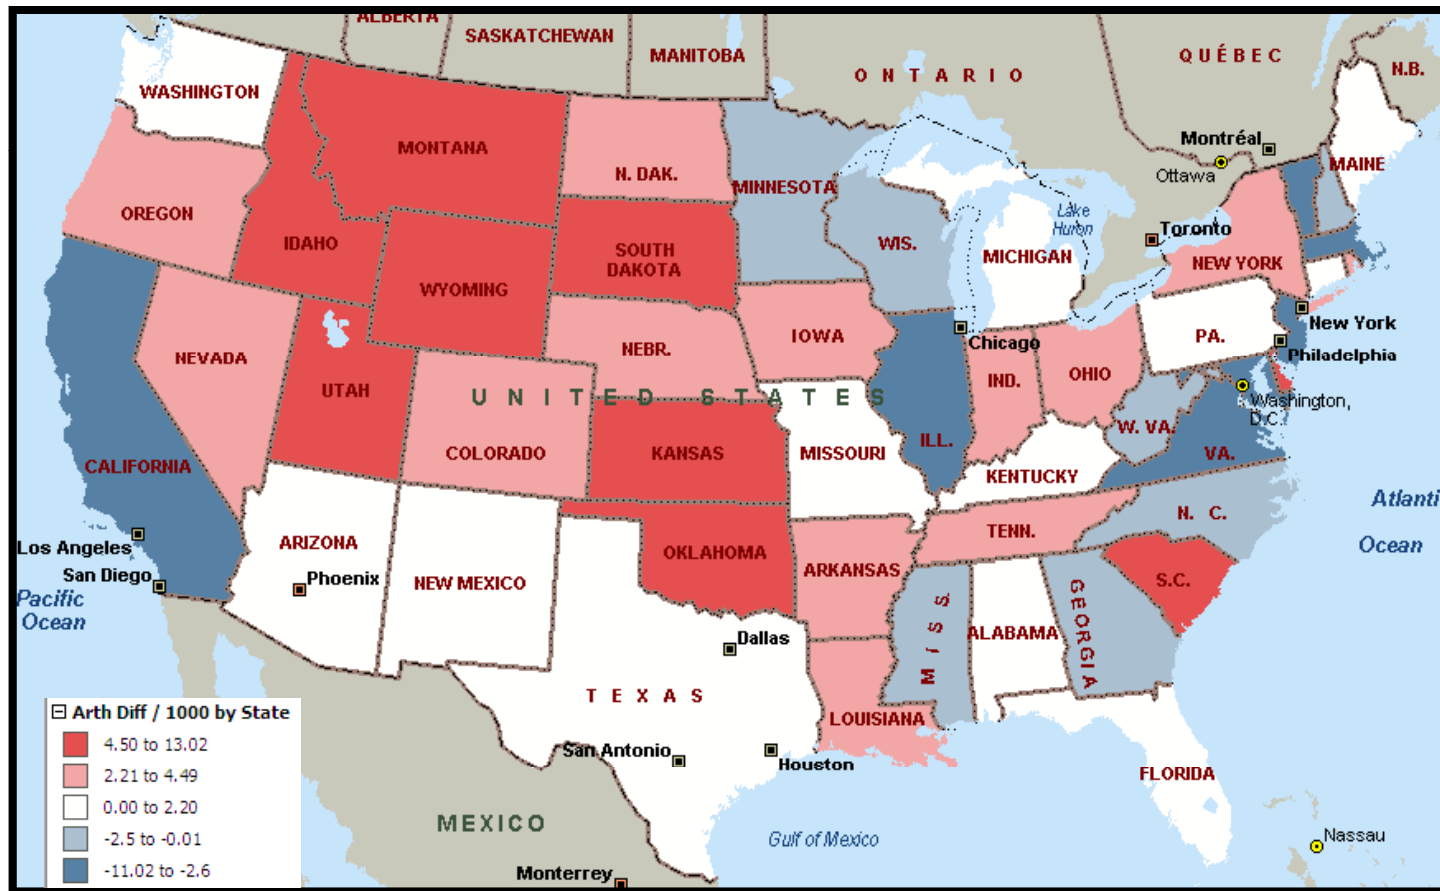 ALBERTA
SASKATCHEWAN
MANITOBA
ONTARIO
QUÉBEC
N.B.
WASHINGTON
MONTANA
N. DAK.
MINNESOTA
Montréal
Ottawa
MAINE
OREGON
IDAHO
SOUTH
DAKOTA
WIS.
Lake
Huron
Toronto
MICHIGAN
NEW YORK
WYOMING
NEVADA
UTAH
NEBR.
IOWA
Chicago
IND.
OHIO
PA.
New York
Philadelphia
UNITED STATES
Washington,
D.C.
COLORADO
KANSAS
MISSOURI
ILL.
W. VA.
VA.
KENTUCKY
CALIFORNIA
Atlanti
Ocean
N. C.
TENN.
Los Angeles
San Diego
Pacific
Ocean
ARIZONA
Phoenix
NEW MEXICO
OKLAHOMA
ARKANSAS
S.C.
MISS.
ALABAMA
GEORGIA
Dallas
TEXAS
LOUISIANA
San Antonio
Houston
FLORIDA
MEXICO
Gulf of Mexico
Nassau
Monterrey
Arth Diff / 1000 by State
4.50 to 13.02
2.21 to 4.49
0.00 to 2.20
-2.5 to -0.01
-11.02 to -2.6